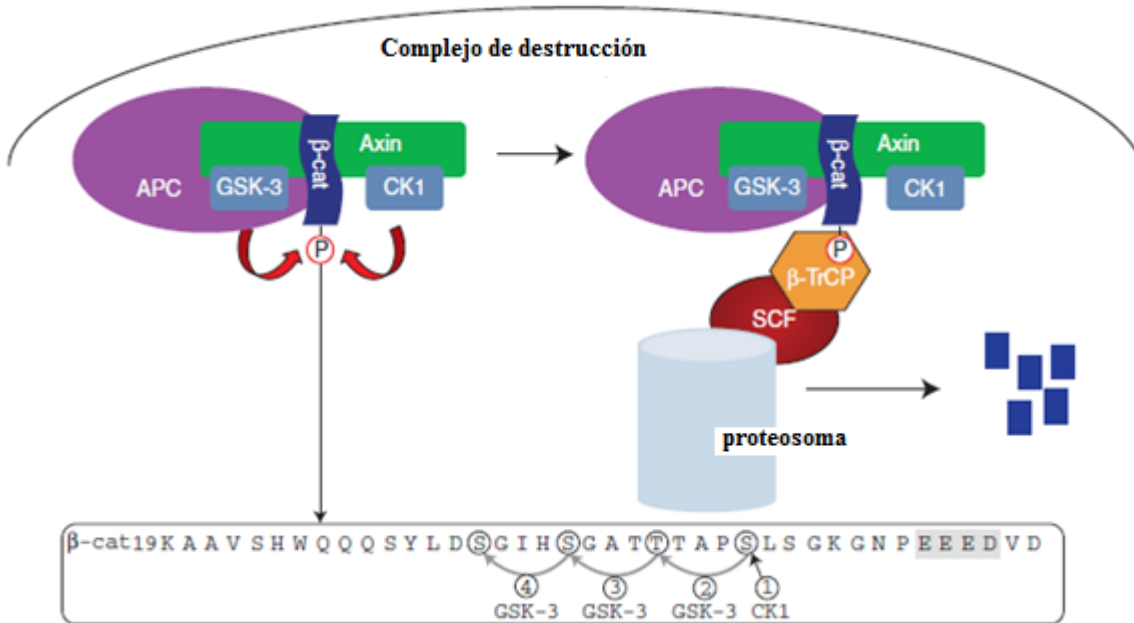 Complejo de destrucción
APC
GSK-3
β-cat
Axin
CK1
P
APC
GSK-3
β-cat
Axin
CK1
P
β-TrCP
SCF
proteosoma
β-cat19K A A V S H W Q Q Q S Y L D S G I H S G A T T T A P S L S G K G N P E E E D V D
4 3 2 1
GSK-3 GSK-3 GSK-3 CK1